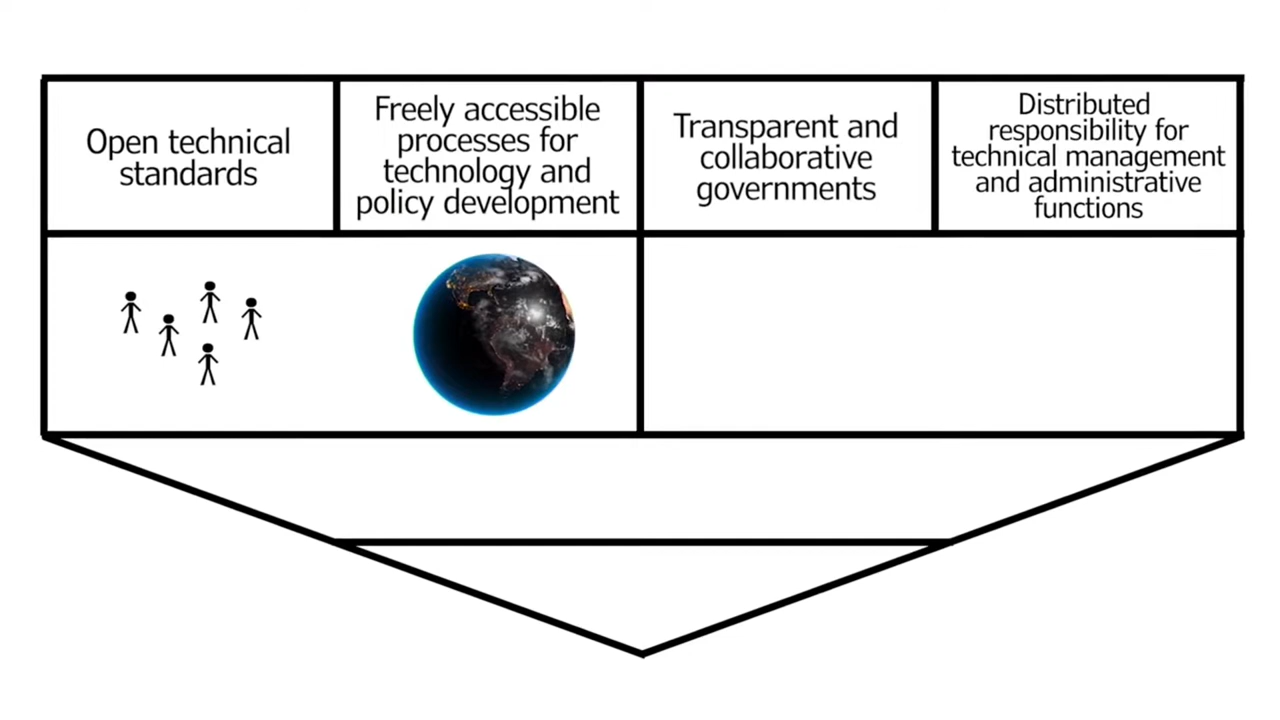 Open technical
standards
Freely accessible
processes for
technology and
policy development
Transparent and
collaborative
governments
Distributed
responsibility for
technical management
and administrative
functions